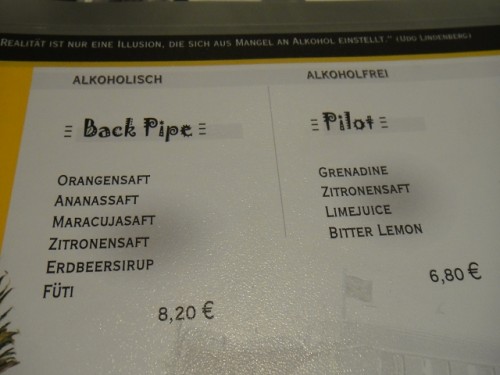 REALITÄT IST NUR EINE ILLUSION, DIE SICH AUS MANGEL AN ALKOHOL EINSTELLT." (UDO LINDENBERG)
ALKOHOLISCH
Back Pipe
ORANGENSAFT
ANANASSAFT
MARACUJASAFT
ZITRONENSAFT
ERDBEERSIRUP
FÜTI
8,20 €
ALKOHOLFREI
Pilot
GRENADINE
ZITRONENSAFT
LIMEJUICE
BITTER LEMON
6,80 €